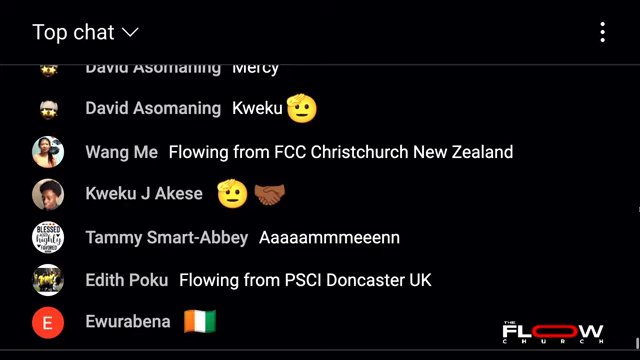 Top chat
David Asomaning Mercy
David Asomaning Kweku
Wang Me Flowing from FCC Christchurch New Zealand
Kweku J Akese
Tammy Smart-Abbey Aaaaammmeeenn
Edith Poku Flowing from PSCI Doncaster UK
E Ewurabena
THE
FLOW
CHURCH